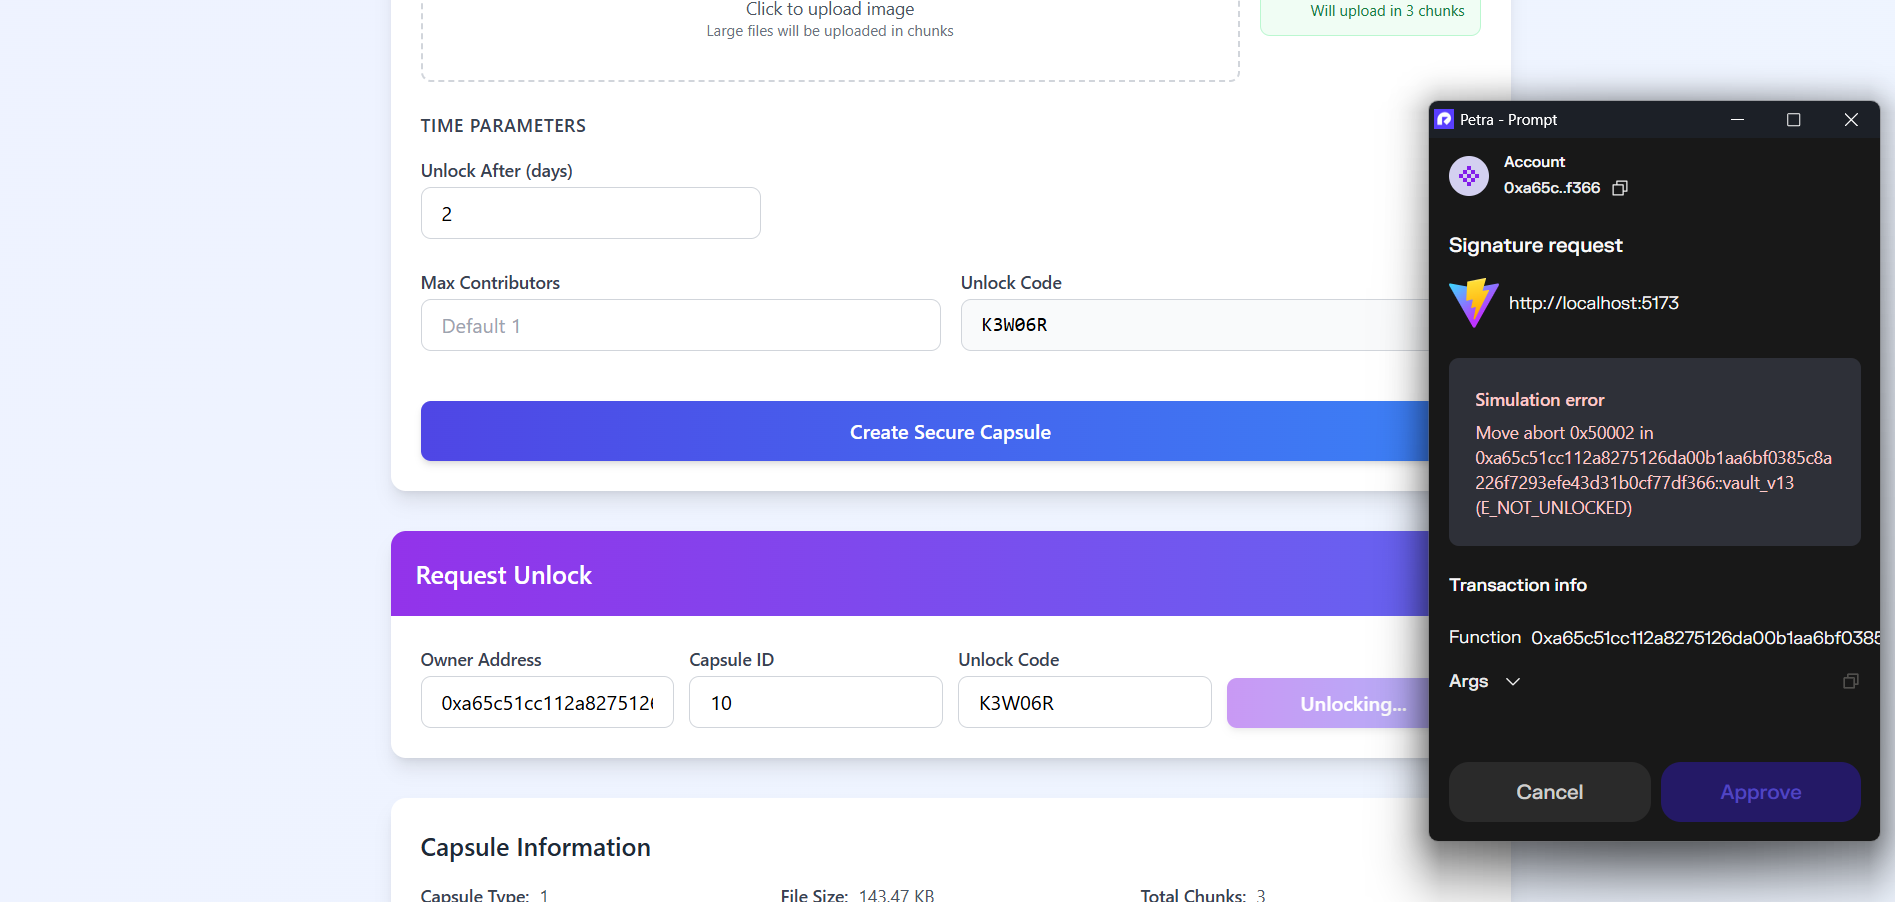 Click to upload image
Large files will be uploaded in chunks
Will upload in 3 chunks
TIME PARAMETERS
Unlock After (days)
2
Max Contributors
Unlock Code
Default 1
K3W06R
Create Secure Capsule
Request Unlock
Owner Address
Capsule ID
Unlock Code
0xa65c51cc112a8275126
10
K3W06R
Unlocking...
Capsule Information
Capsule Type: 1
File Size: 143.47 KB
Total Chunks: 3
Petra - Prompt
Account
0xa65c..f366
Signature request
http://localhost:5173
Simulation error
Move abort 0x50002 in
0xa65c51cc112a8275126da00b1aa6bf0385c8a
226f7293efe43d31b0cf77df366::vault_v13
(E_NOT_UNLOCKED)
Transaction info
Function 0xa65c51cc112a8275126da00b1aa6bf0385
Args
Cancel
Approve